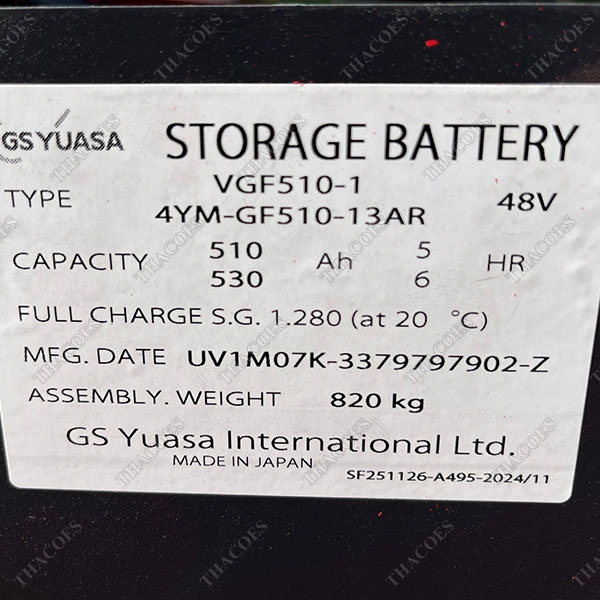 GS YUASA STORAGE BATTERY
TYPE VGF510-1 48V
4YM-GF510-13AR
CAPACITY 510 Ah 5 HR
530 6
FULL CHARGE S.G. 1.280 (at 20 °C)
MFG. DATE UV1M07K-3379797902-Z
ASSEMBLY. WEIGHT 820 kg
GS Yuasa International Ltd.
MADE IN JAPAN
SF251126-A495-2024/11
THACOES